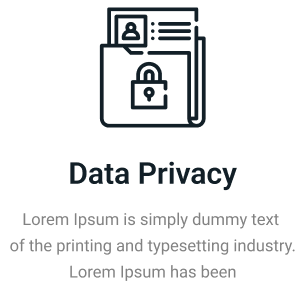 Data Privacy
Lorem Ipsum is simply dummy text
of the printing and typesetting industry.
Lorem Ipsum has been